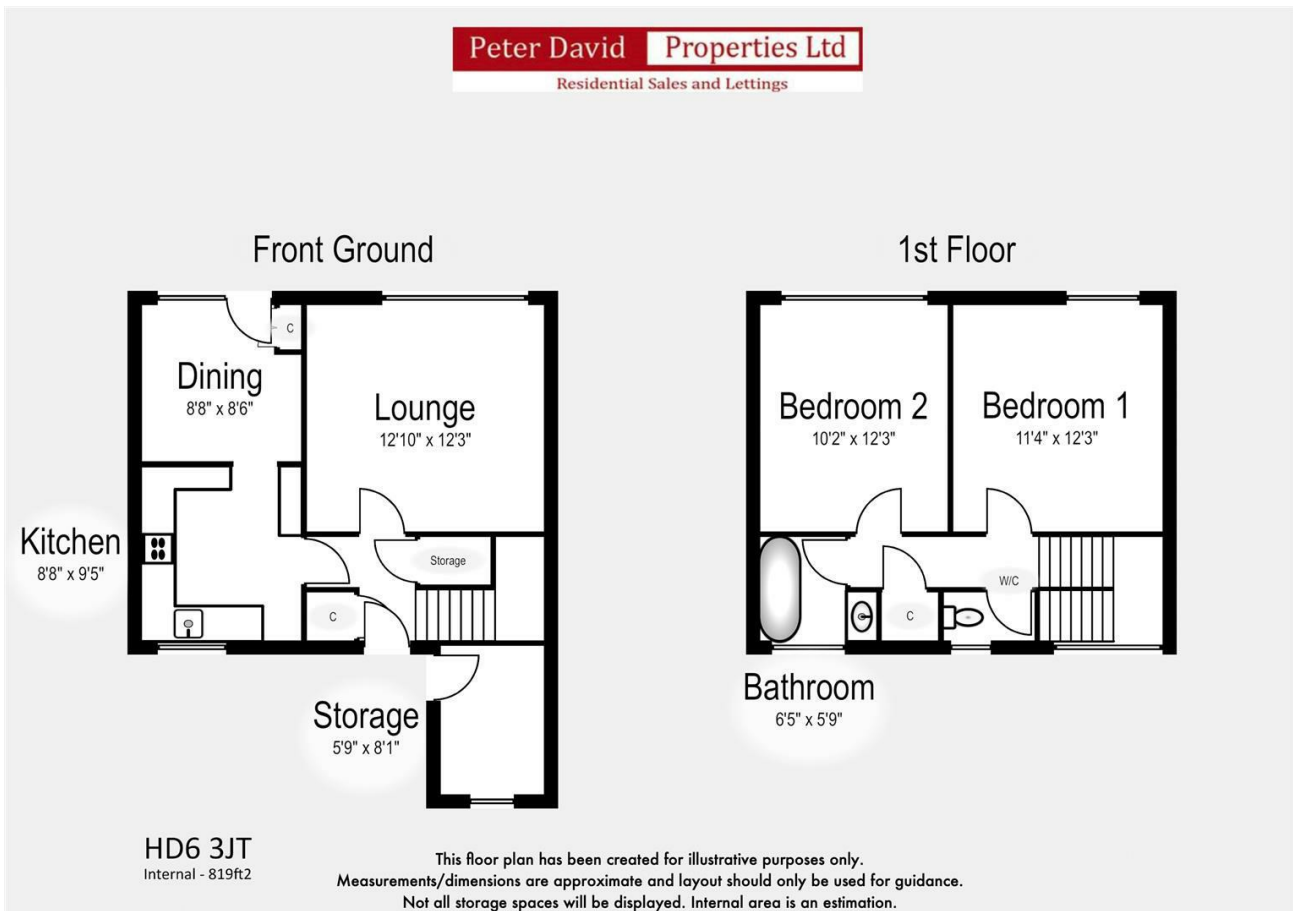 Peter David Properties Ltd
Residential Sales and Lettings
Front Ground
1st Floor
C
Dining
8'8" x 8'6"
Lounge
12'10" x 12'3"
Bedroom 2
10'2" x 12'3"
Bedroom 1
11'4" x 12'3"
Kitchen
8'8" x 9'5"
Storage
C
W/C
C
Storage
5'9" x 8'1"
Bathroom
6'5" x 5'9"
HD6 3JT
Internal - 819ft2
This floor plan has been created for illustrative purposes only.
Measurements/dimensions are approximate and layout should only be used for guidance.
Not all storage spaces will be displayed. Internal area is an estimation.